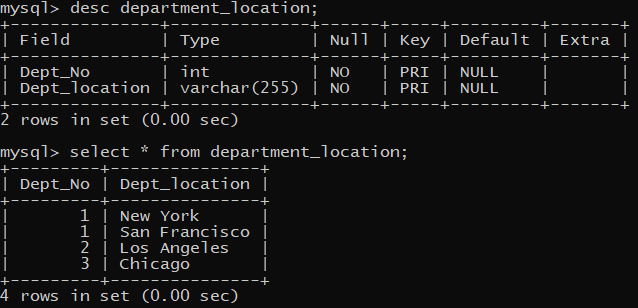 mysql> desc department_location;
+---------------+--------------+------+-----+---------+-------+
| Field         | Type         | Null | Key | Default | Extra |
+---------------+--------------+------+-----+---------+-------+
| Dept_No       | int          | NO   | PRI | NULL    |       |
| Dept_location | varchar(255) | NO   | PRI | NULL    |       |
+---------------+--------------+------+-----+---------+-------+
2 rows in set (0.00 sec)
mysql> select * from department_location;
+---------+---------------+
| Dept_No | Dept_location |
+---------+---------------+
|       1 | New York      |
|       1 | San Francisco |
|       2 | Los Angeles   |
|       3 | Chicago       |
+---------+---------------+
4 rows in set (0.00 sec)